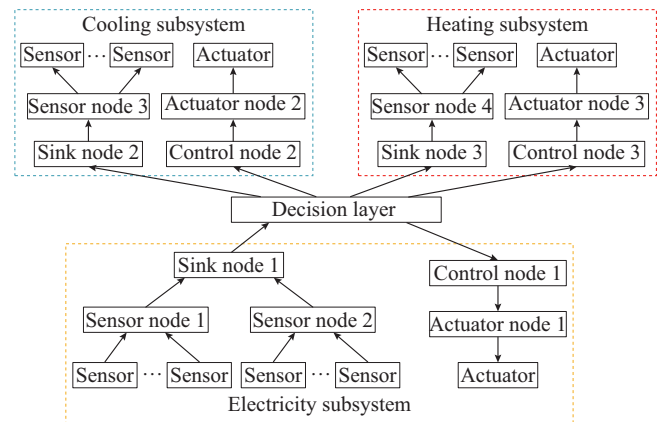 Cooling subsystem
Sensor ... Sensor Actuator
Sensor node 3 Actuator node 2
Sink node 2 Control node 2
Heating subsystem
Sensor ... Sensor Actuator
Sensor node 4 Actuator node 3
Sink node 3 Control node 3
Decision layer
Sink node 1 Control node 1
Sensor node 1 Sensor node 2 Actuator node 1
Sensor ... Sensor Sensor ... Sensor Actuator
Electricity subsystem